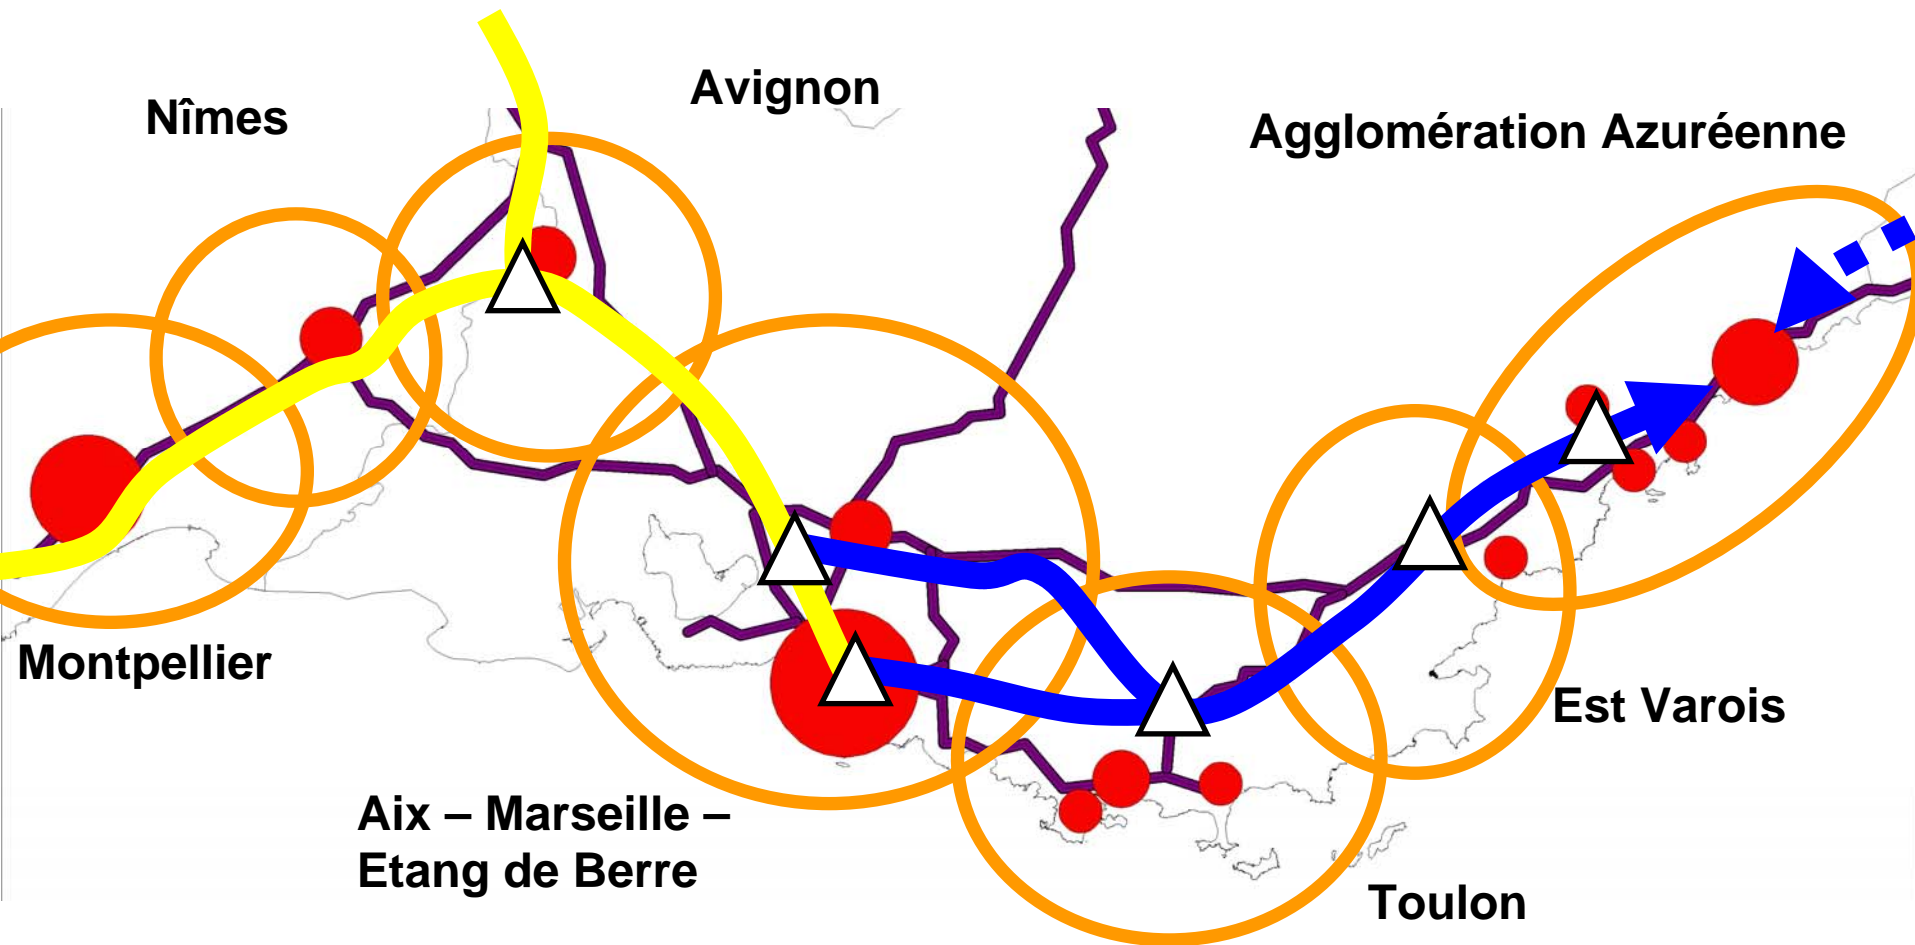 Avignon
Nîmes
Agglomération Azuréenne
Montpellier
Est Varois
Aix – Marseille –
Etang de Berre
Toulon